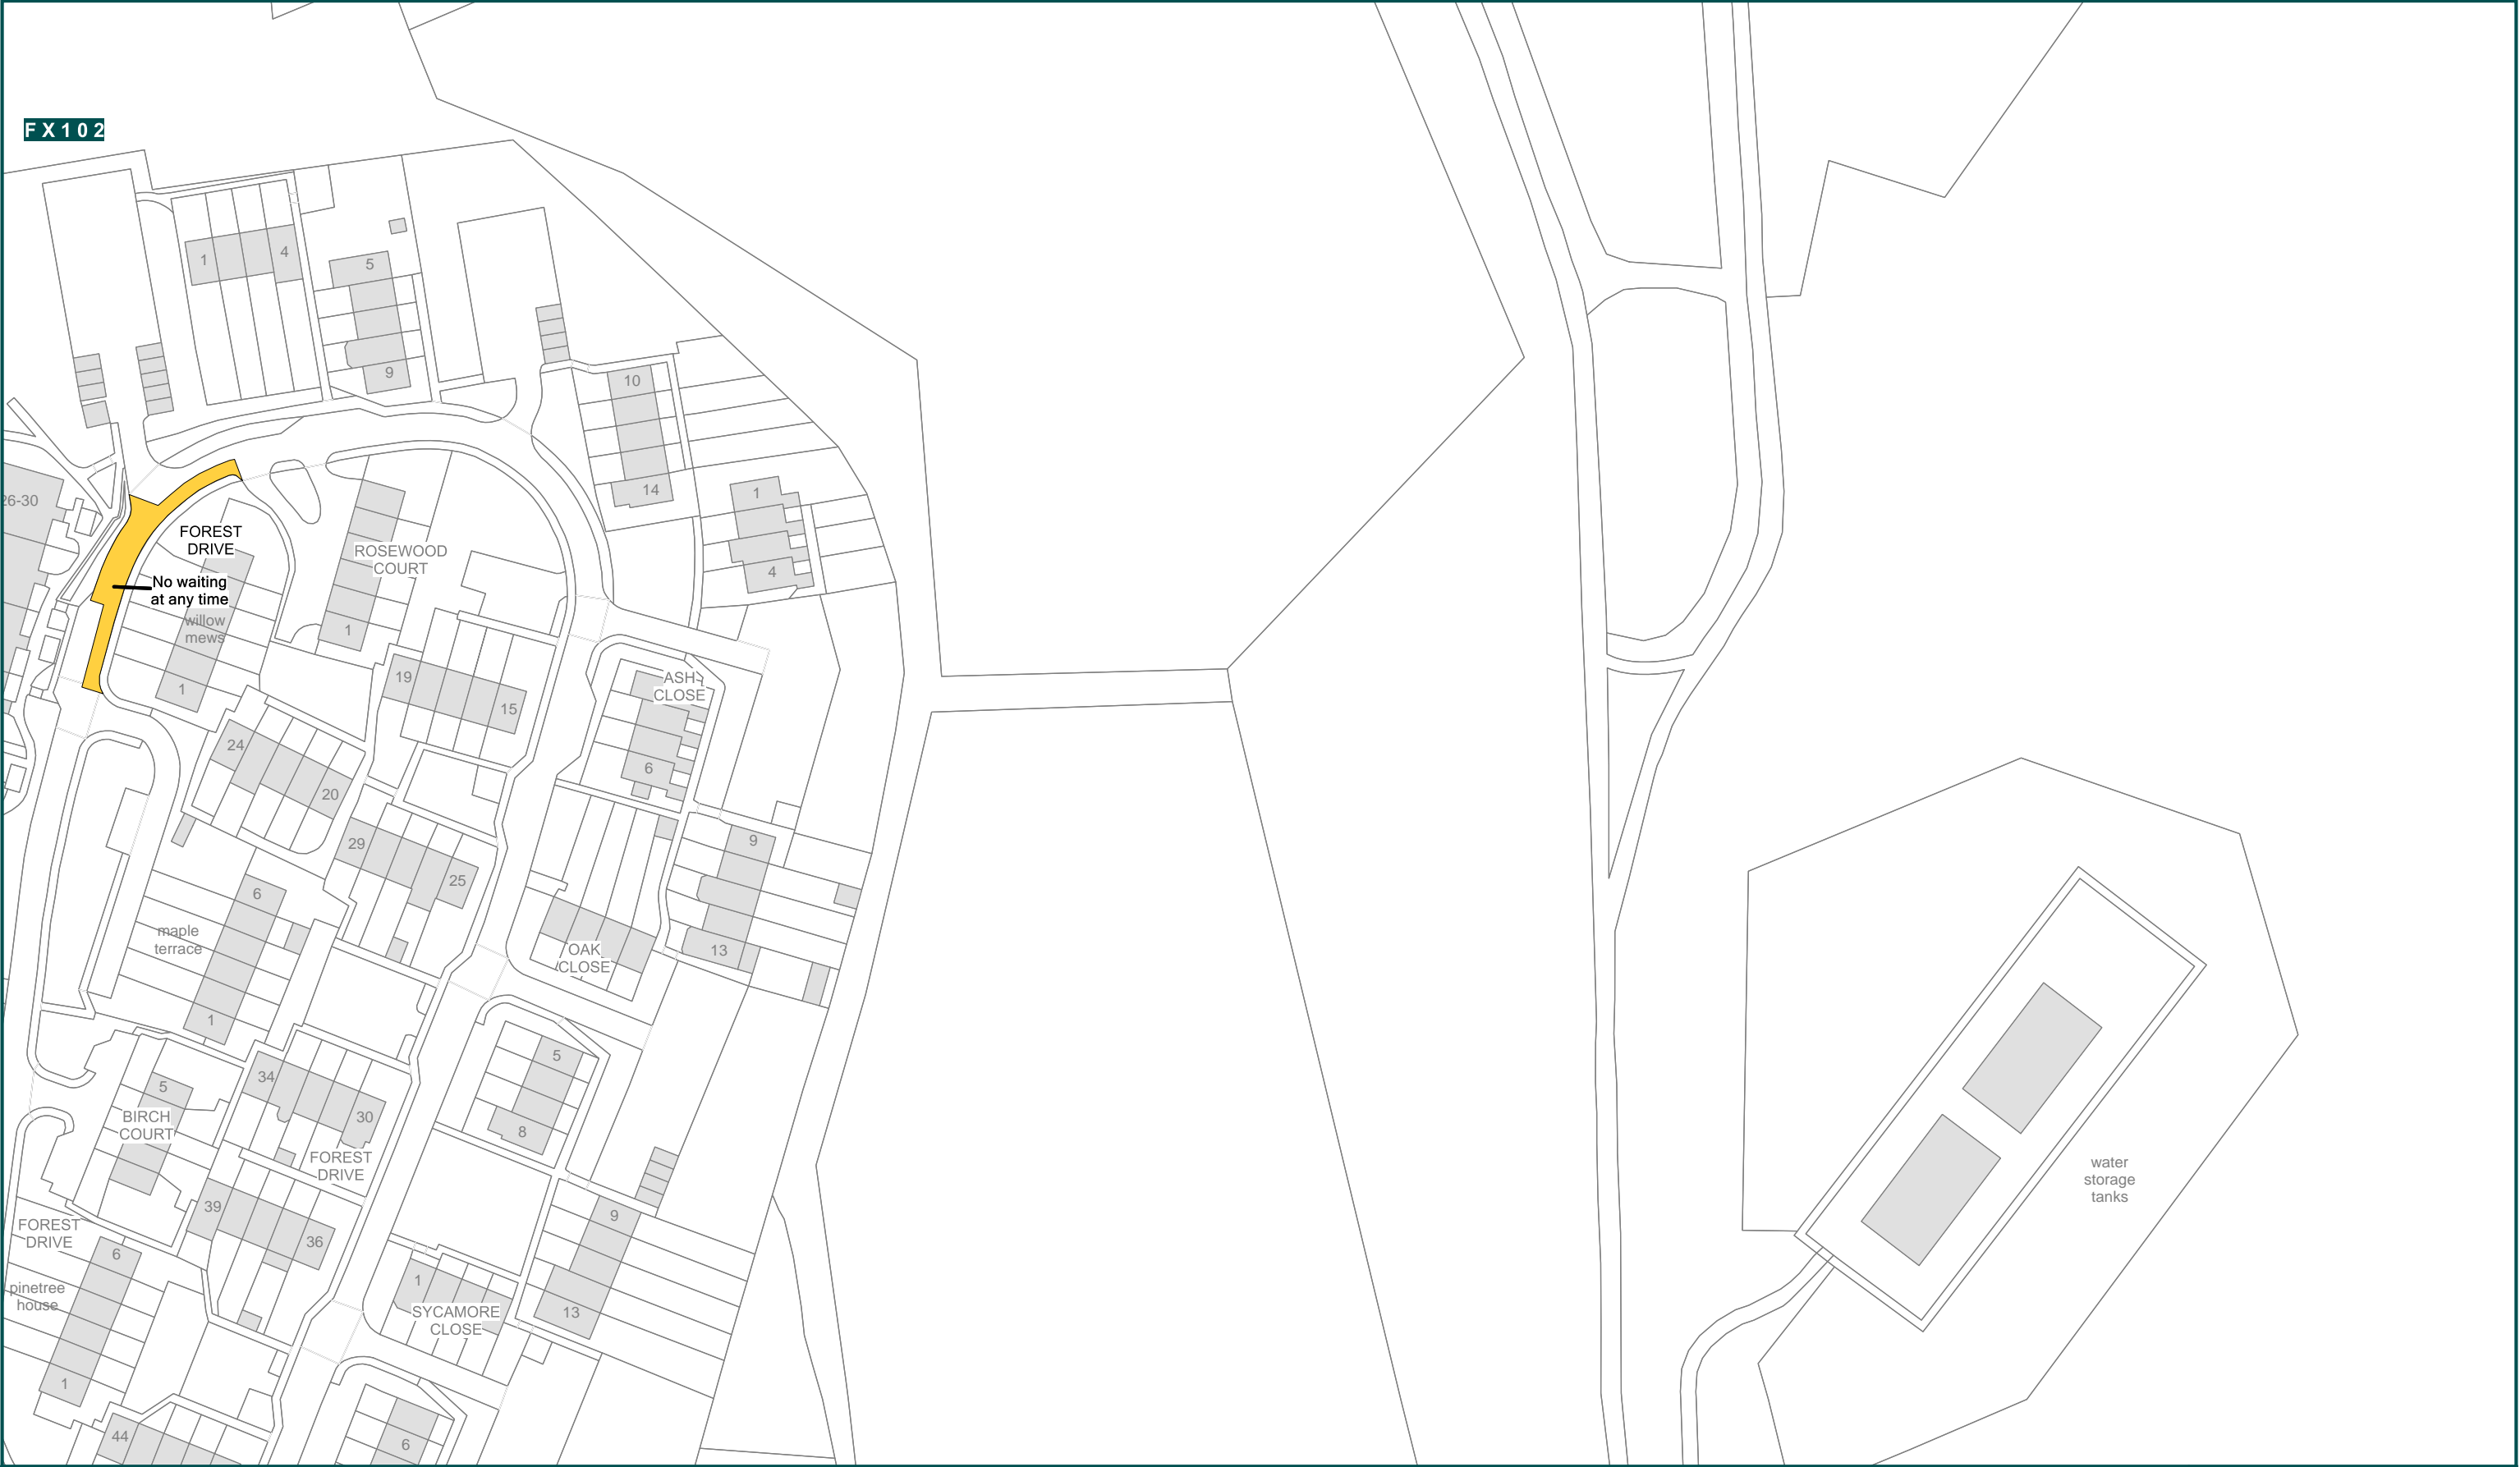 FX102
1
4
5
9
10
14
1
4
26-30
FOREST
DRIVE
No waiting
at any time
willow
mews
1
ROSEWOOD
COURT
1
19
15
ASH
CLOSE
6
24
20
29
25
9
13
OAK
CLOSE
6
maple
terrace
1
5
8
5
BIRCH
COURT
34
30
FOREST
DRIVE
39
36
FOREST
DRIVE
6
pinetree
house
1
9
13
1
SYCAMORE
CLOSE
44
6
water
storage
tanks